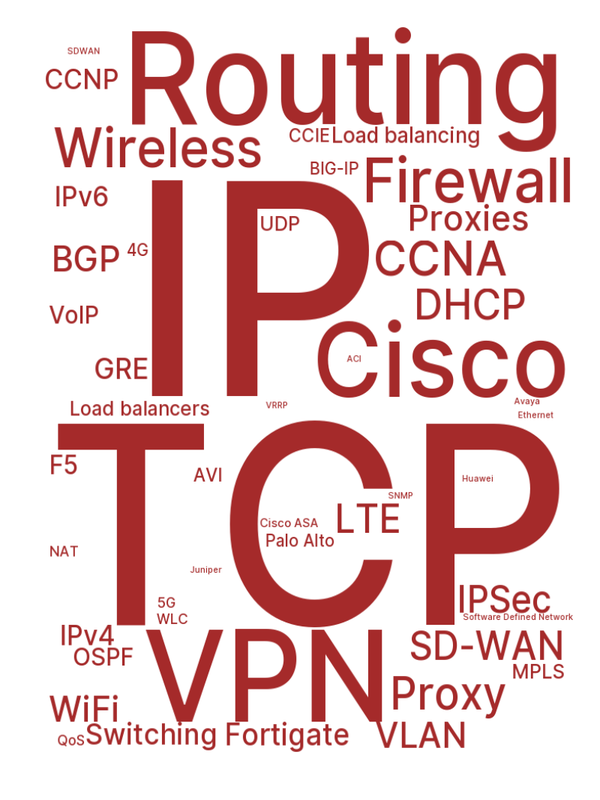 SDWAN
Routing
CCNP
Wireless
CCIE
Load balancing
BIG-IP
Firewall
IPv6
IP
UDP
Proxies
BGP
4G
CCNA
VoIP
DHCP
GRE
Cisco
ACI
Load balancers
VRRP
Avaya
Ethernet
TCP
F5
AVI
Huawei
SNMP
LTE
Cisco ASA
Palo Alto
NAT
Juniper
5G
WLC
IPSec
Software Defined Network
IPv4
OSPF
VPN
SD-WAN
MPLS
WiFi
Proxy
QoS
Switching
Fortigate
VLAN